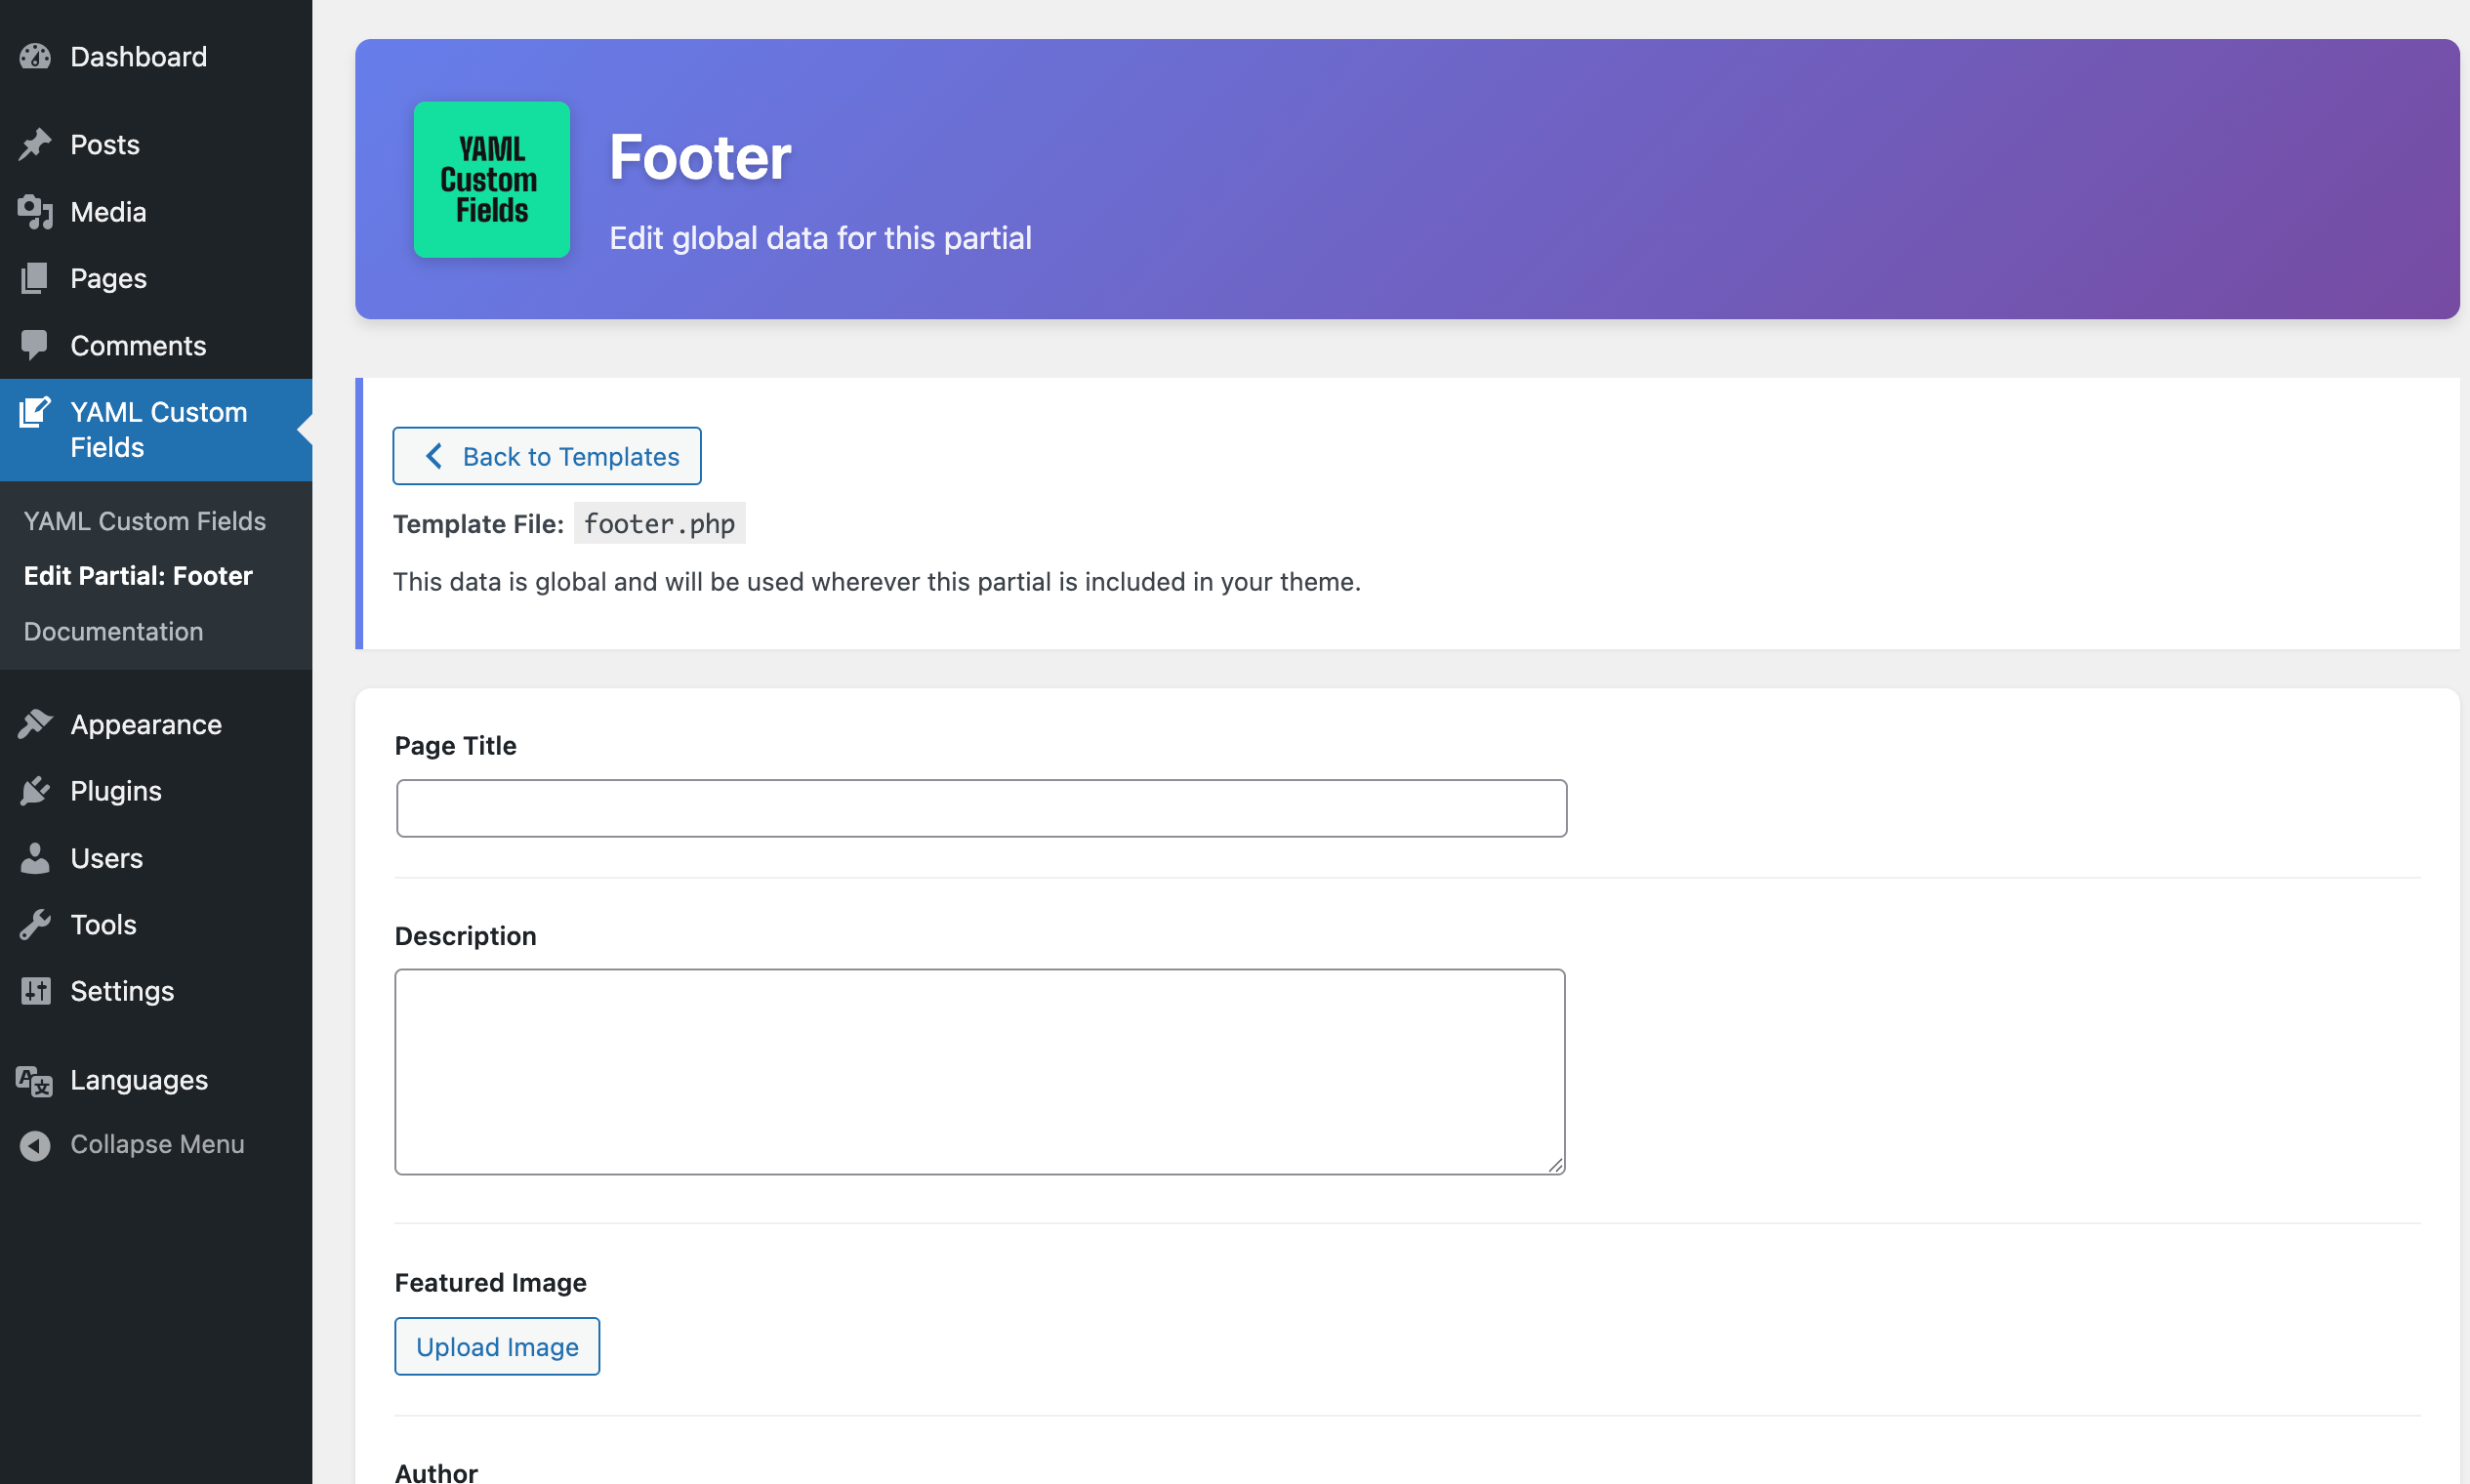 Dashboard
Posts
Media
Pages
Comments
YAML Custom
Fields
YAML Custom Fields
Edit Partial: Footer
Documentation
Appearance
Plugins
Users
Tools
Settings
Languages
Collapse Menu
YAML
Custom
Fields
Footer
Edit global data for this partial
Back to Templates
Template File: footer.php
This data is global and will be used wherever this partial is included in your theme.
Page Title
Description
Featured Image
Upload Image
Author